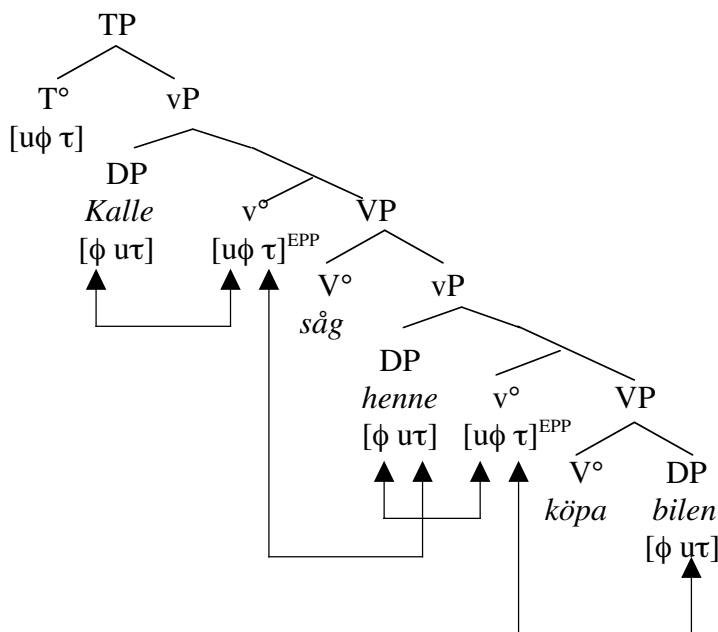 TP
T° vP
[uϕ τ]
DP
Kalle v° VP
[ϕ uτ] [uϕ τ]EPP
V° vP
såg
DP
henne v° VP
[ϕ uτ] [uϕ τ]EPP
V° DP
köpa bilen
[ϕ uτ]